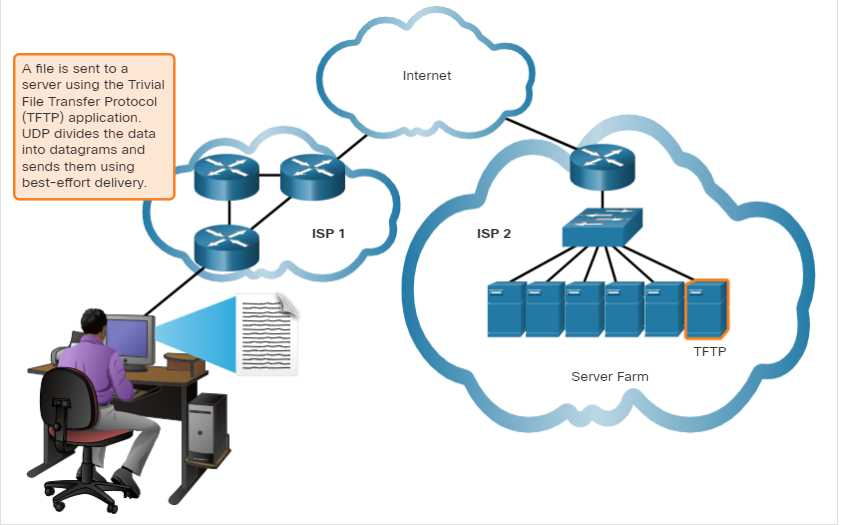 A file is sent to a
server using the Trivial
File Transfer Protocol
(TFTP) application.
UDP divides the data
into datagrams and
sends them using
best-effort delivery.
Internet
ISP 1
ISP 2
TFTP
Server Farm